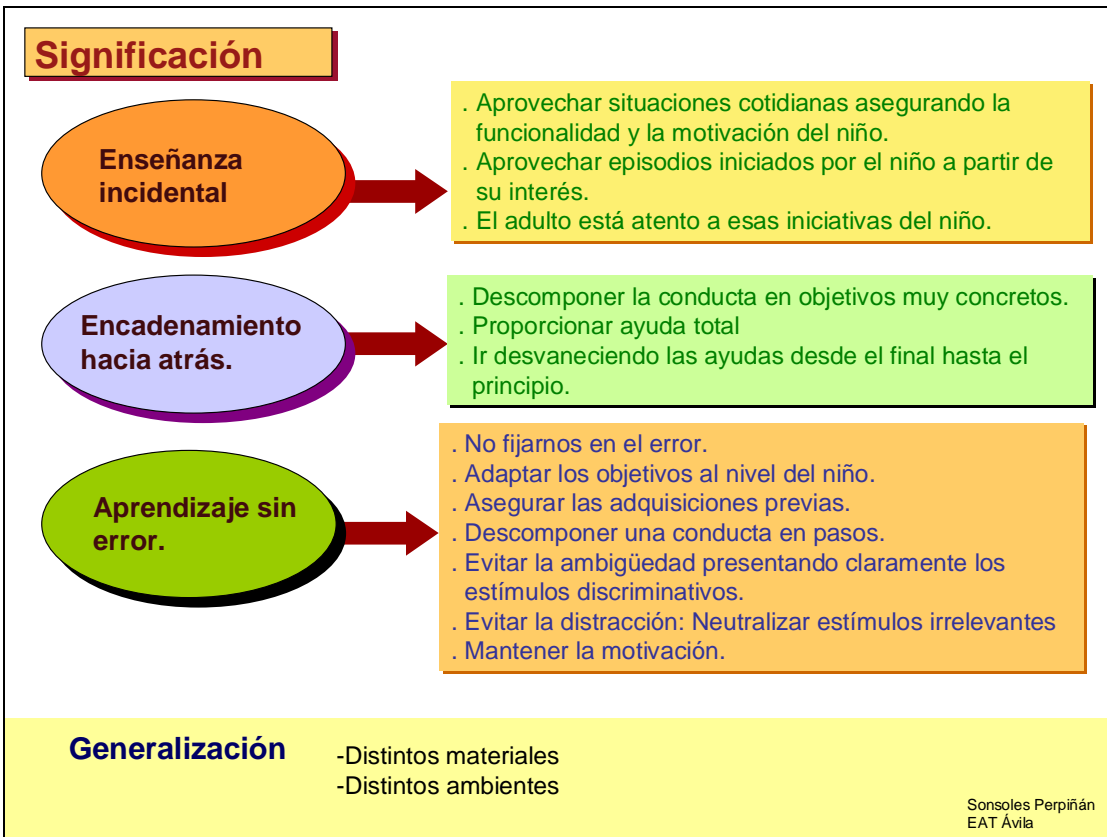 Significación
Enseñanza
incidental
. Aprovechar situaciones cotidianas asegurando la
funcionalidad y la motivación del niño.
. Aprovechar episodios iniciados por el niño a partir de
su interés.
. El adulto está atento a esas iniciativas del niño.
Encadenamiento
hacia atrás.
. Descomponer la conducta en objetivos muy concretos.
. Proporcionar ayuda total
. Ir desvaneciendo las ayudas desde el final hasta el
principio.
Aprendizaje sin
error.
. No fijarnos en el error.
. Adaptar los objetivos al nivel del niño.
. Asegurar las adquisiciones previas.
. Descomponer una conducta en pasos.
. Evitar la ambigüedad presentando claramente los
estímulos discriminativos.
. Evitar la distracción: Neutralizar estímulos irrelevantes
. Mantener la motivación.
Generalización
-Distintos materiales
-Distintos ambientes
Sonsoles Perpiñán
EAT Ávila